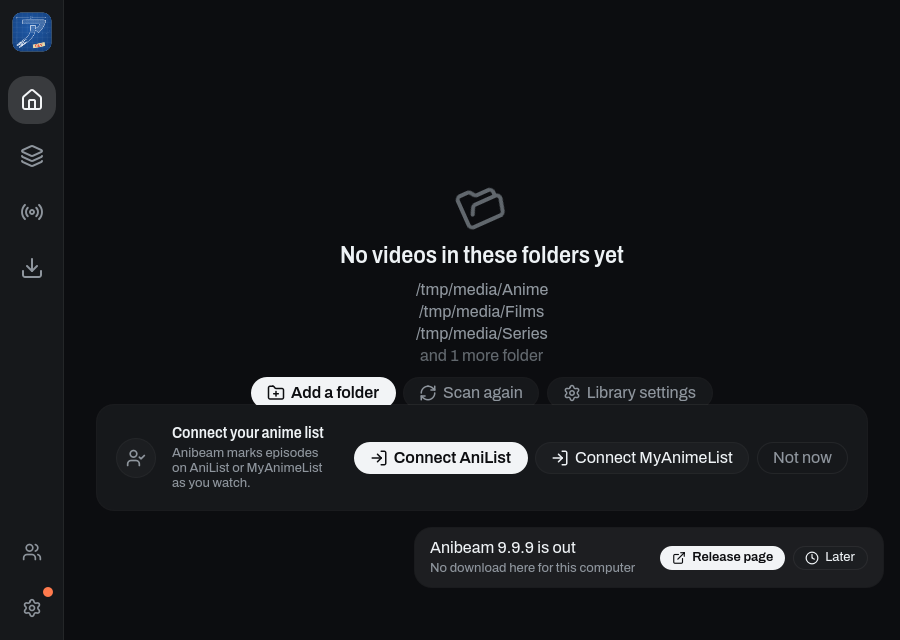 No videos in these folders yet
/tmp/media/Anime
/tmp/media/Films
/tmp/media/Series
and 1 more folder
Add a folder
Scan again
Library settings
Connect your anime list
Anibeam marks episodes
on AniList or MyAnimeList
as you watch.
Connect AniList
Connect MyAnimeList
Not now
Anibeam 9.9.9 is out
No download here for this computer
Release page
Later